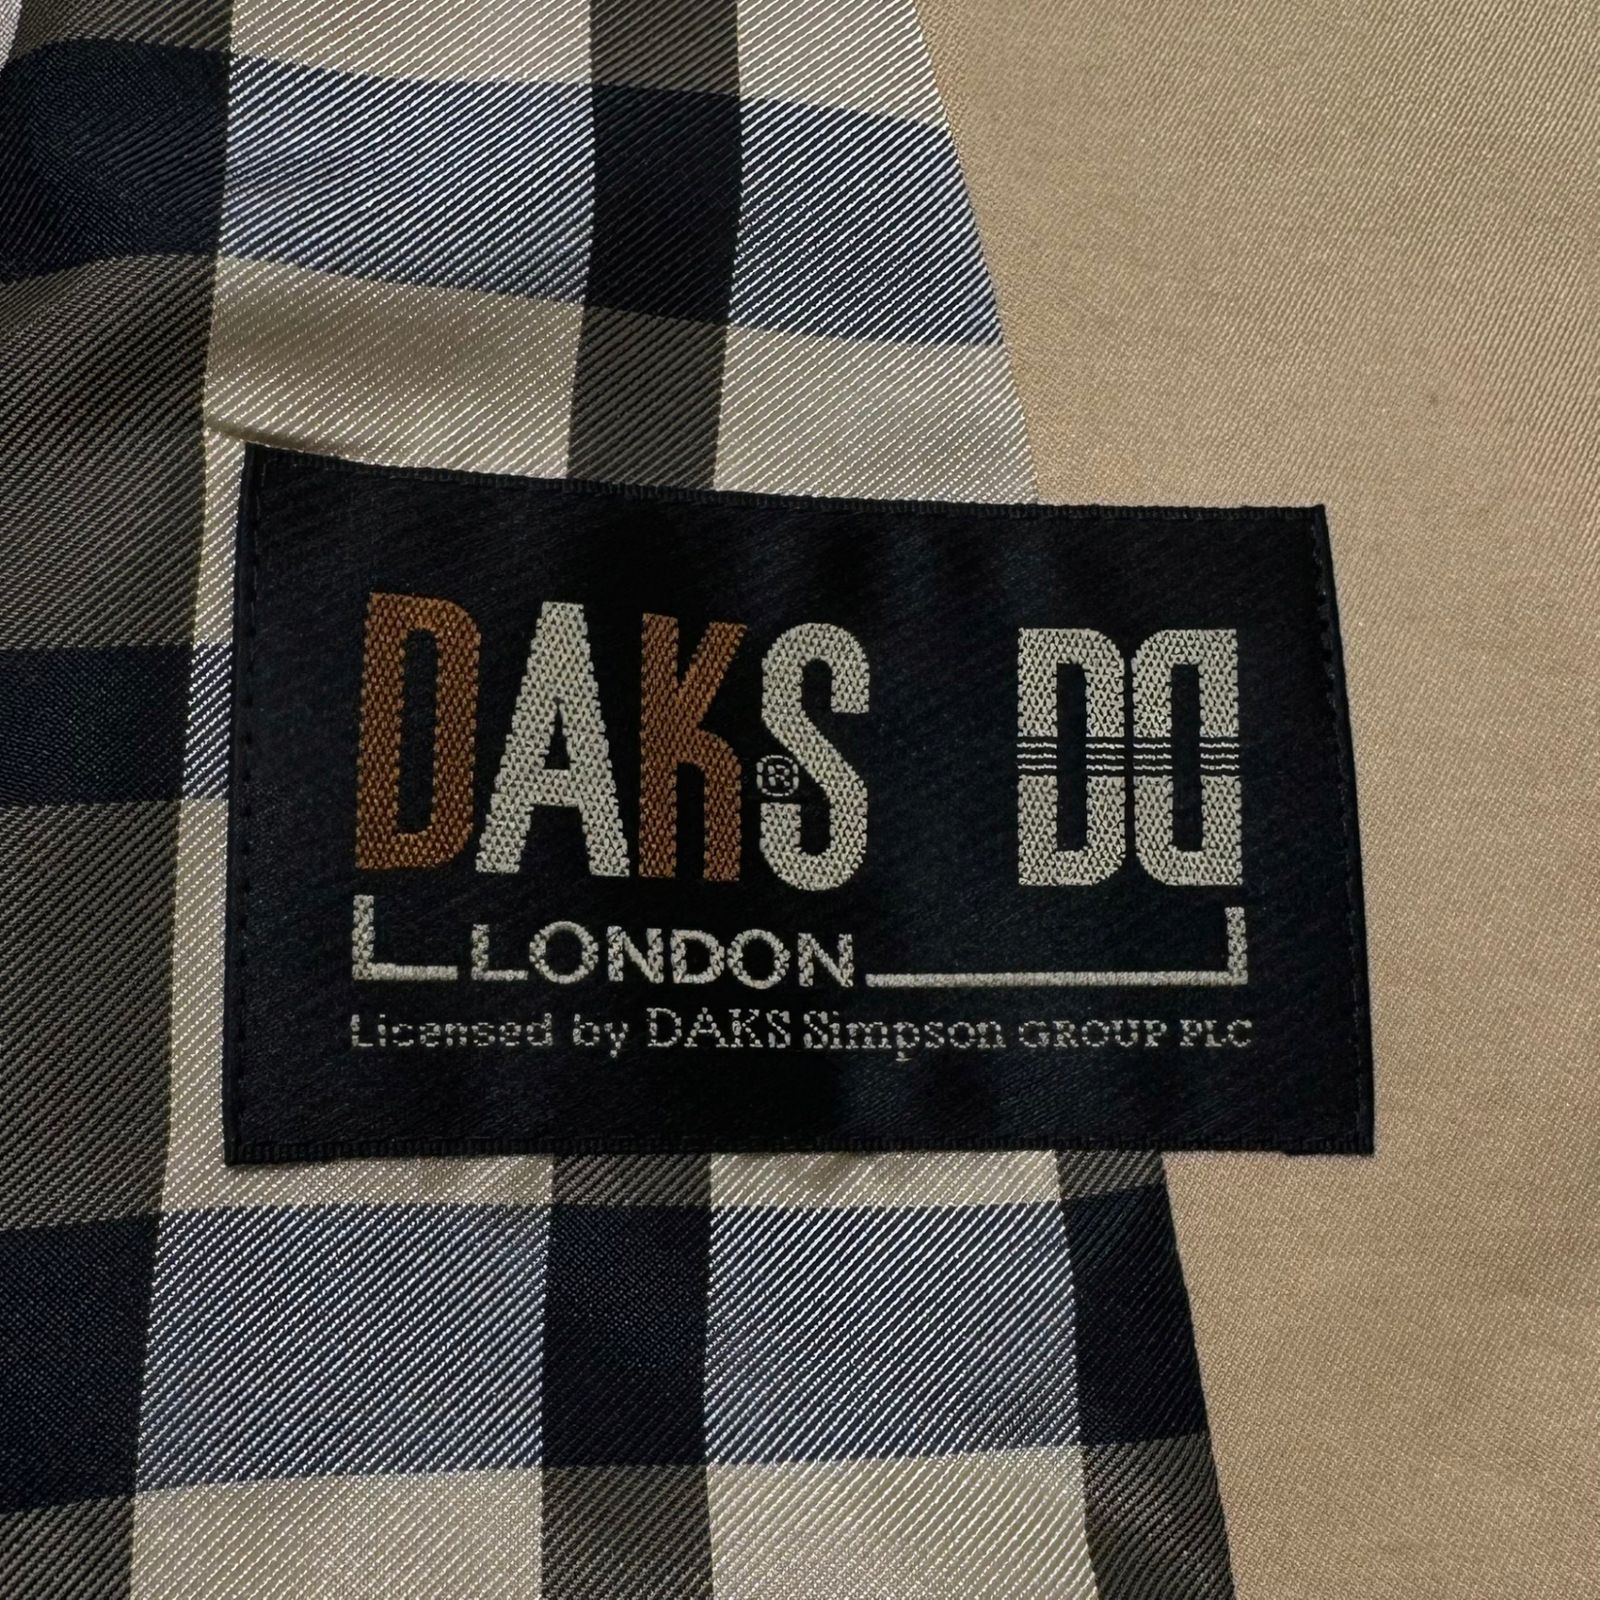 DAKS® DD
LONDON
Licensed by DAKS Simpson GROUP PLC